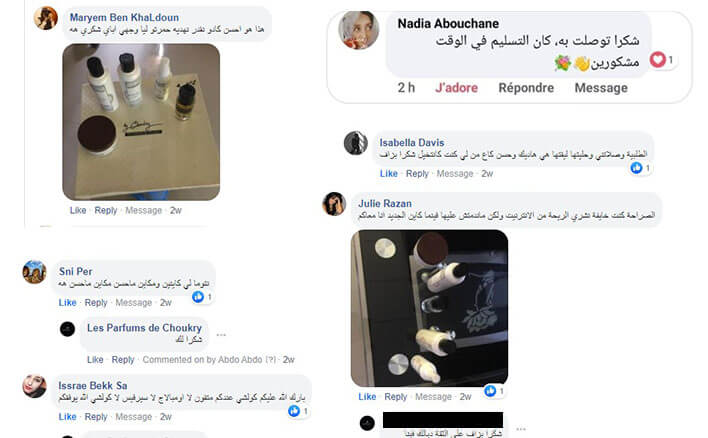 Maryem Ben KhaLdoun
هذا هو احسن كادو نقدر نهديه حمرتو ليا وجهي اباي شكري هه
Like · Reply · Message · 2w
Sni Per
نتوما لي كاينين ومكاين ماحسن مكاين ماحسن هه
1
Like · Reply · Message · 2w
Les Parfums de Choukry
شكرا لك
Like · Reply · Commented on by Abdo Abdo (?) · 2w
Issrae Bekk Sa
بارك الله عليكم كولشي عندكم متقون لا اومبالاج لا سيرفيس لا كولشي الله يوفقكم
Like · Reply · Message · 2w
1
Nadia Abouchane
شكرا توصلت به، كان التسليم في الوقت
مشكورين👏💐
1
2 h J'adore Répondre Message
Isabella Davis
الطلبية وصلاتني وحليتها ليقتها هي هاديك وحسن كاع من لي كنت كانتخيل شكرا بزاف
Like · Reply · Message · 2w
1
Julie Razan
الصراحة كنت خايفة نشري الريحة من الانترنيت ولكن ماندمتش عليها فينما كاين الجديد انا معاكم
Like · Reply · Message · 2w
1
شكرا بزاف على الثقة ديالك فينا